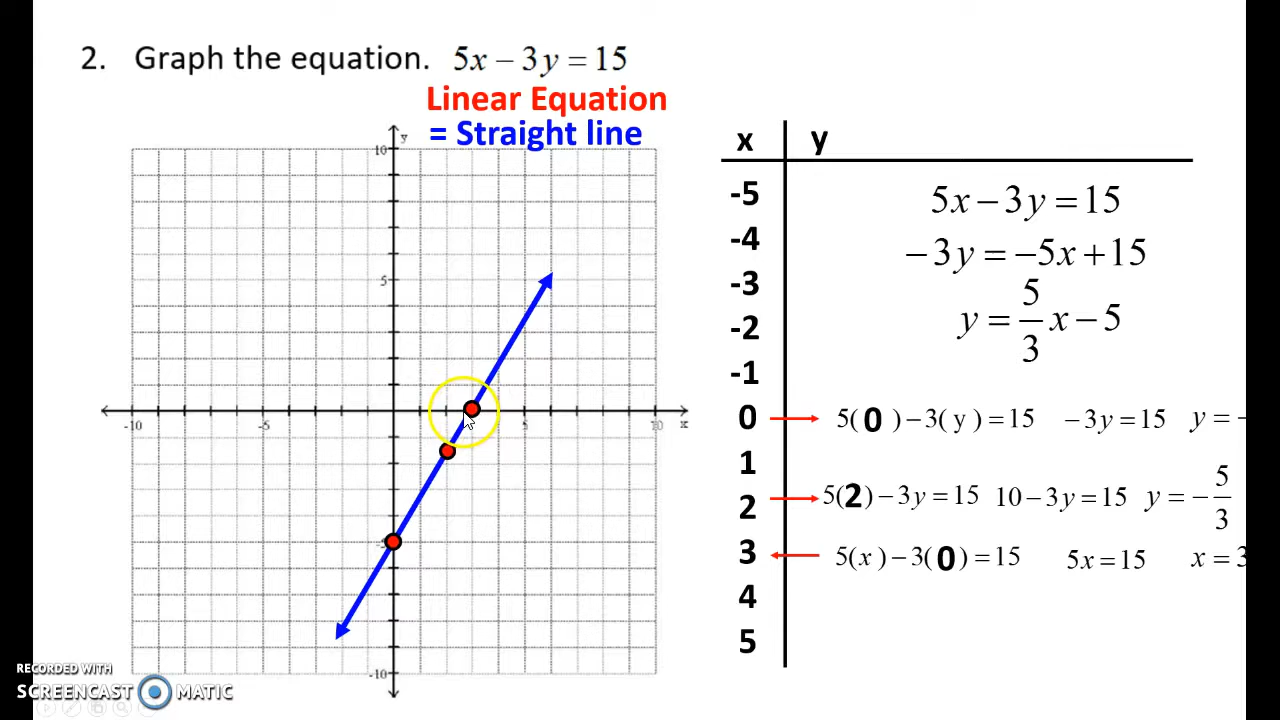 2. Graph the equation. 5x − 3y = 15
Linear Equation
= Straight line
y
10
5
-10
-5
5
10
x
-5
-10
x y
-5
-4
-3
-2
-1
0
1
2
3
4
5
5x − 3y = 15
−3y = −5x + 15
y = 5/3 x − 5
5( 0 ) − 3( y ) = 15 −3y = 15 y = -
5(2) − 3y = 15 10 − 3y = 15 y = − 5/3
5(x) − 3( 0 ) = 15 5x = 15 x = 3
RECORDED WITH
SCREENCAST MATIC